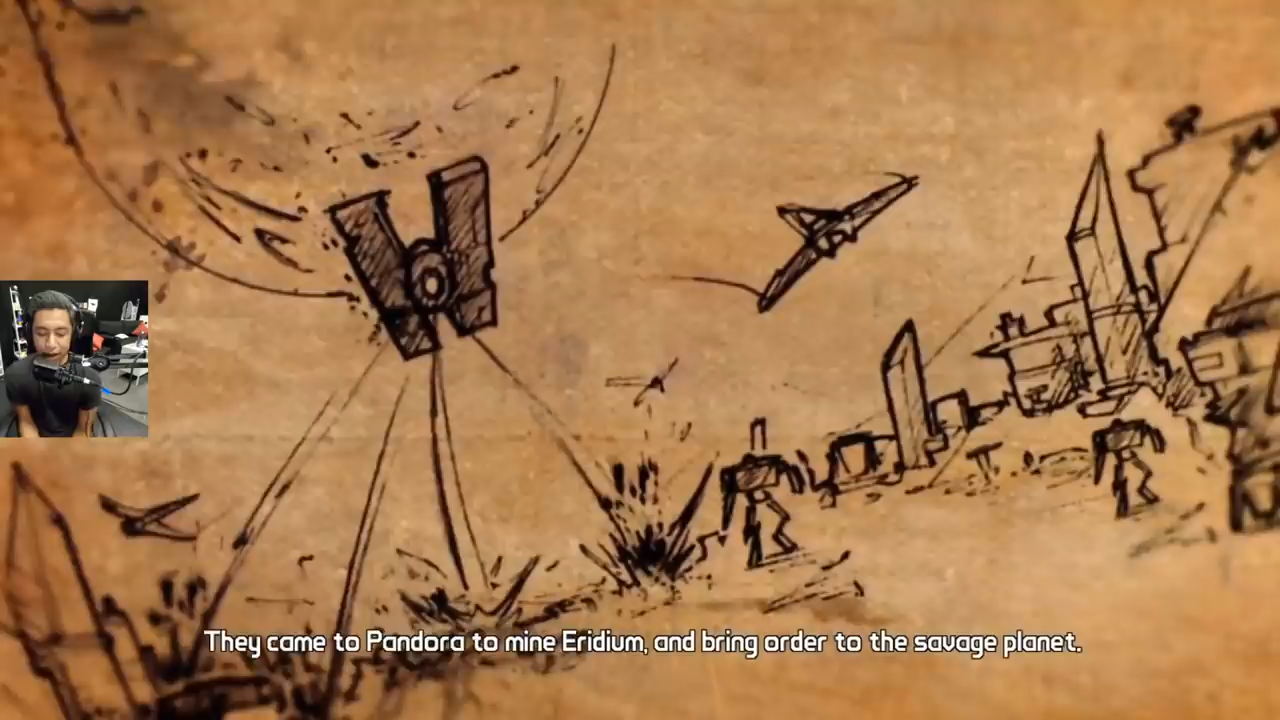 They came to Pandora to mine Eridium, and bring order to the savage planet.